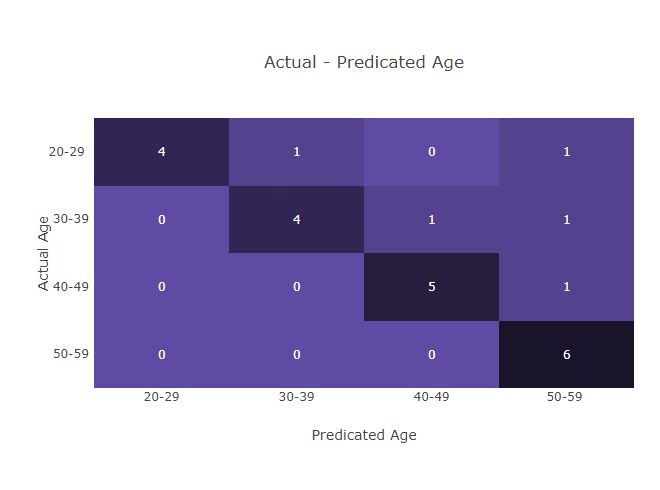 Actual - Predicated Age
Actual Age
20-29 4 1 0 1
30-39 0 4 1 1
40-49 0 0 5 1
50-59 0 0 0 6
20-29 30-39 40-49 50-59
Predicated Age